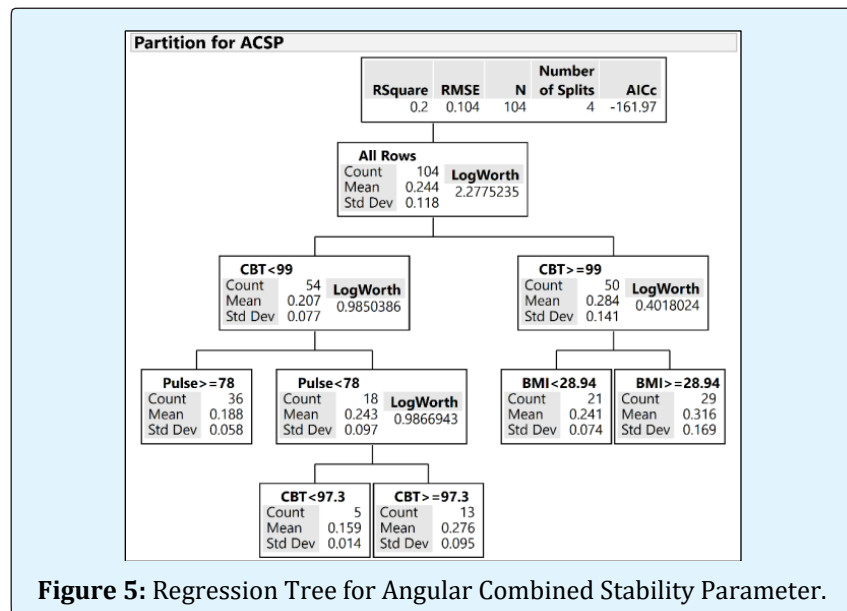 Partition for ACSP
Number
RSquare RMSE N of Splits AICc
0.2 0.104 104 4 -161.97
All Rows
Count 104 LogWorth
Mean 0.244 2.2775235
Std Dev 0.118
CBT<99
Count 54 LogWorth
Mean 0.207 0.9850386
Std Dev 0.077
CBT>=99
Count 50 LogWorth
Mean 0.284 0.4018024
Std Dev 0.141
Pulse>=78
Count 36
Mean 0.188
Std Dev 0.058
Pulse<78
Count 18 LogWorth
Mean 0.243 0.9866943
Std Dev 0.097
BMI<28.94
Count 21
Mean 0.241
Std Dev 0.074
BMI>=28.94
Count 29
Mean 0.316
Std Dev 0.169
CBT<97.3
Count 5
Mean 0.159
Std Dev 0.014
CBT>=97.3
Count 13
Mean 0.276
Std Dev 0.095
Figure 5: Regression Tree for Angular Combined Stability Parameter.